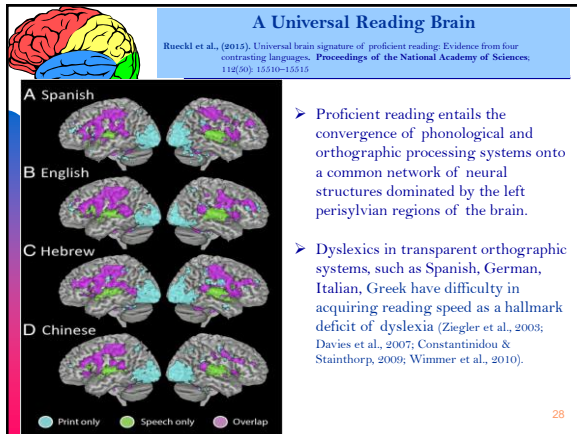 A Universal Reading Brain
Rueckl et al., (2015). Universal brain signature of proficient reading: Evidence from four
contrasting languages. Proceedings of the National Academy of Sciences;
112(50): 15510–15515
A Spanish
B English
C Hebrew
D Chinese
Print only Speech only Overlap
➢ Proficient reading entails the
convergence of phonological and
orthographic processing systems onto
a common network of neural
structures dominated by the left
perisylvian regions of the brain.
➢ Dyslexics in transparent orthographic
systems, such as Spanish, German,
Italian, Greek have difficulty in
acquiring reading speed as a hallmark
deficit of dyslexia (Ziegler et al., 2003;
Davies et al., 2007; Constantinidou &
Stainthorp, 2009; Wimmer et al., 2010).
28